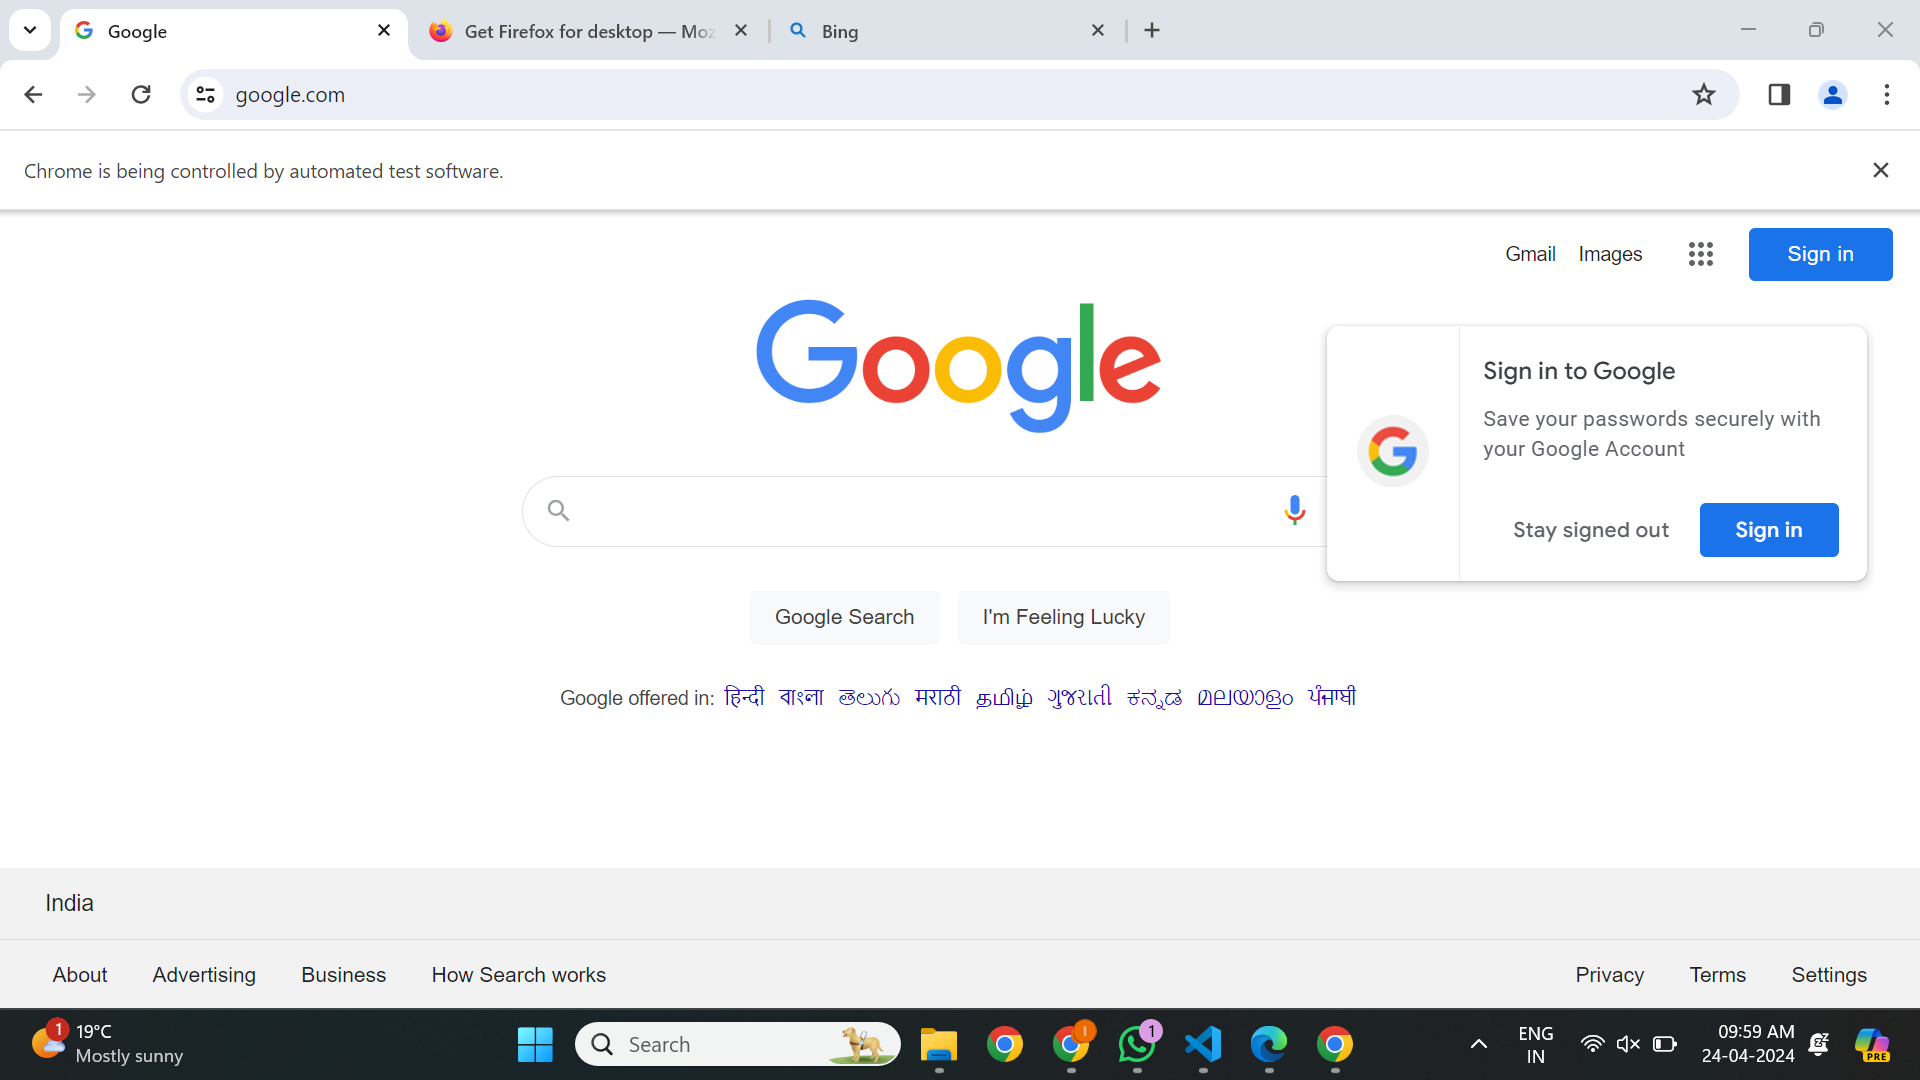 Google
Get Firefox for desktop — Moz
Bing
google.com
Chrome is being controlled by automated test software.
Gmail Images Sign in
Google
Sign in to Google
Save your passwords securely with
your Google Account
Stay signed out Sign in
Google Search I'm Feeling Lucky
Google offered in: हिन्दी বাংলা తెలుగు मराठी தமிழ் ગુજરાતી ಕನ್ನಡ മലയാളം ਪੰਜਾਬੀ
India
About Advertising Business How Search works Privacy Terms Settings
1
19°C
Mostly sunny
Search
1
ENG
IN
09:59 AM
24-04-2024
PRE